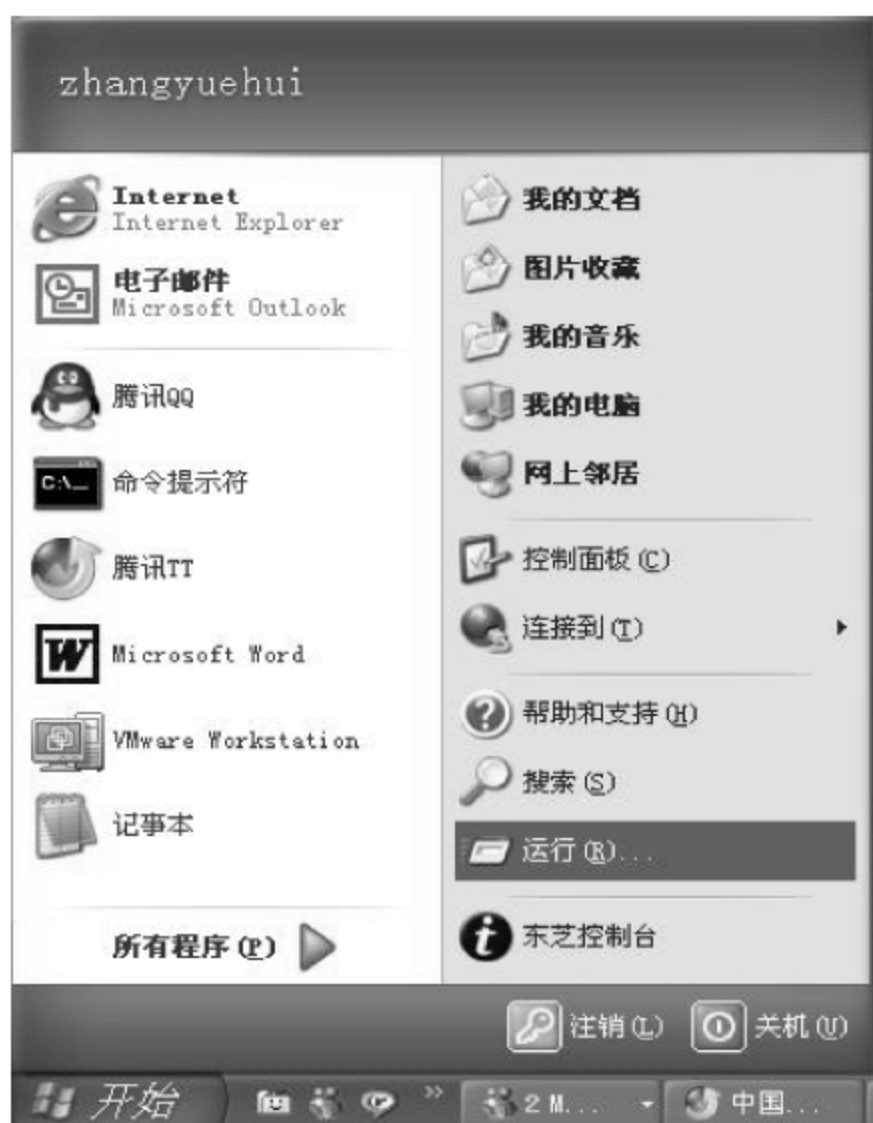 zhangyuehui
Internet
Internet Explorer
电子邮件
Microsoft Outlook
腾讯QQ
C:\_
命令提示符
腾讯TT
W
Microsoft Word
VMware Workstation
记事本
所有程序(P)
我的文档
图片收藏
我的音乐
我的电脑
网上邻居
控制面板(C)
连接到(T)
帮助和支持(H)
搜索(S)
运行(R)...
东芝控制台
注销(L)
关机(U)
开始
2 M...
中国...